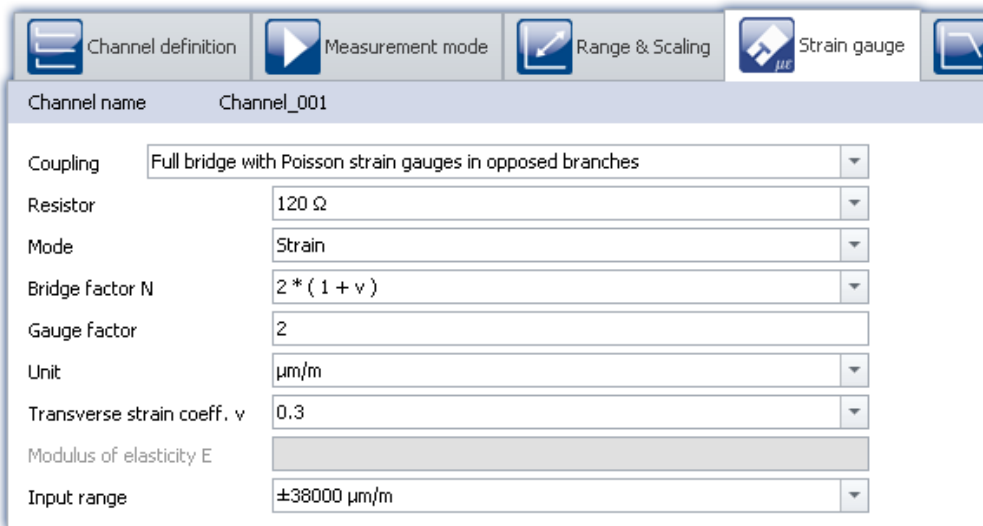 Channel definition Measurement mode Range & Scaling Strain gauge
με
Channel name Channel_001
Coupling Full bridge with Poisson strain gauges in opposed branches
Resistor 120 Ω
Mode Strain
Bridge factor N 2 * ( 1 + v )
Gauge factor 2
Unit μm/m
Transverse strain coeff. v 0.3
Modulus of elasticity E
Input range ±38000 μm/m